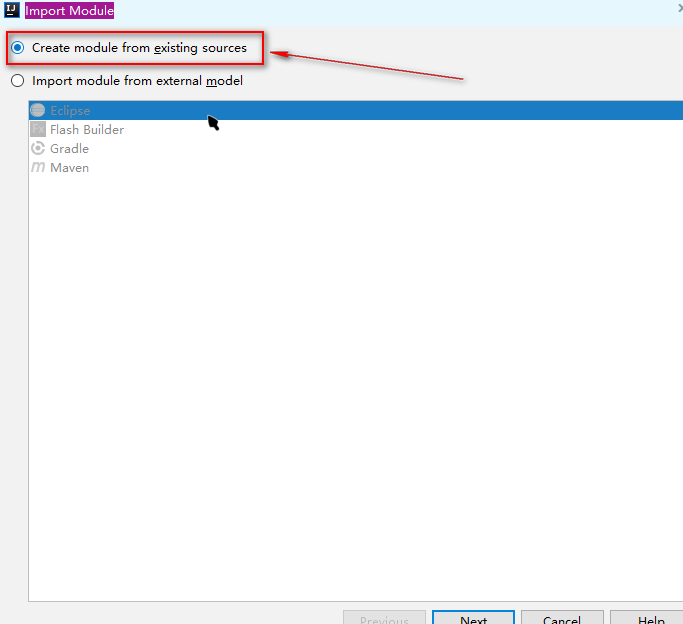 IJ
Import Module
Create module from existing sources
Import module from external model
Eclipse
Fx Flash Builder
Gradle
m Maven
Previous Next Cancel Help